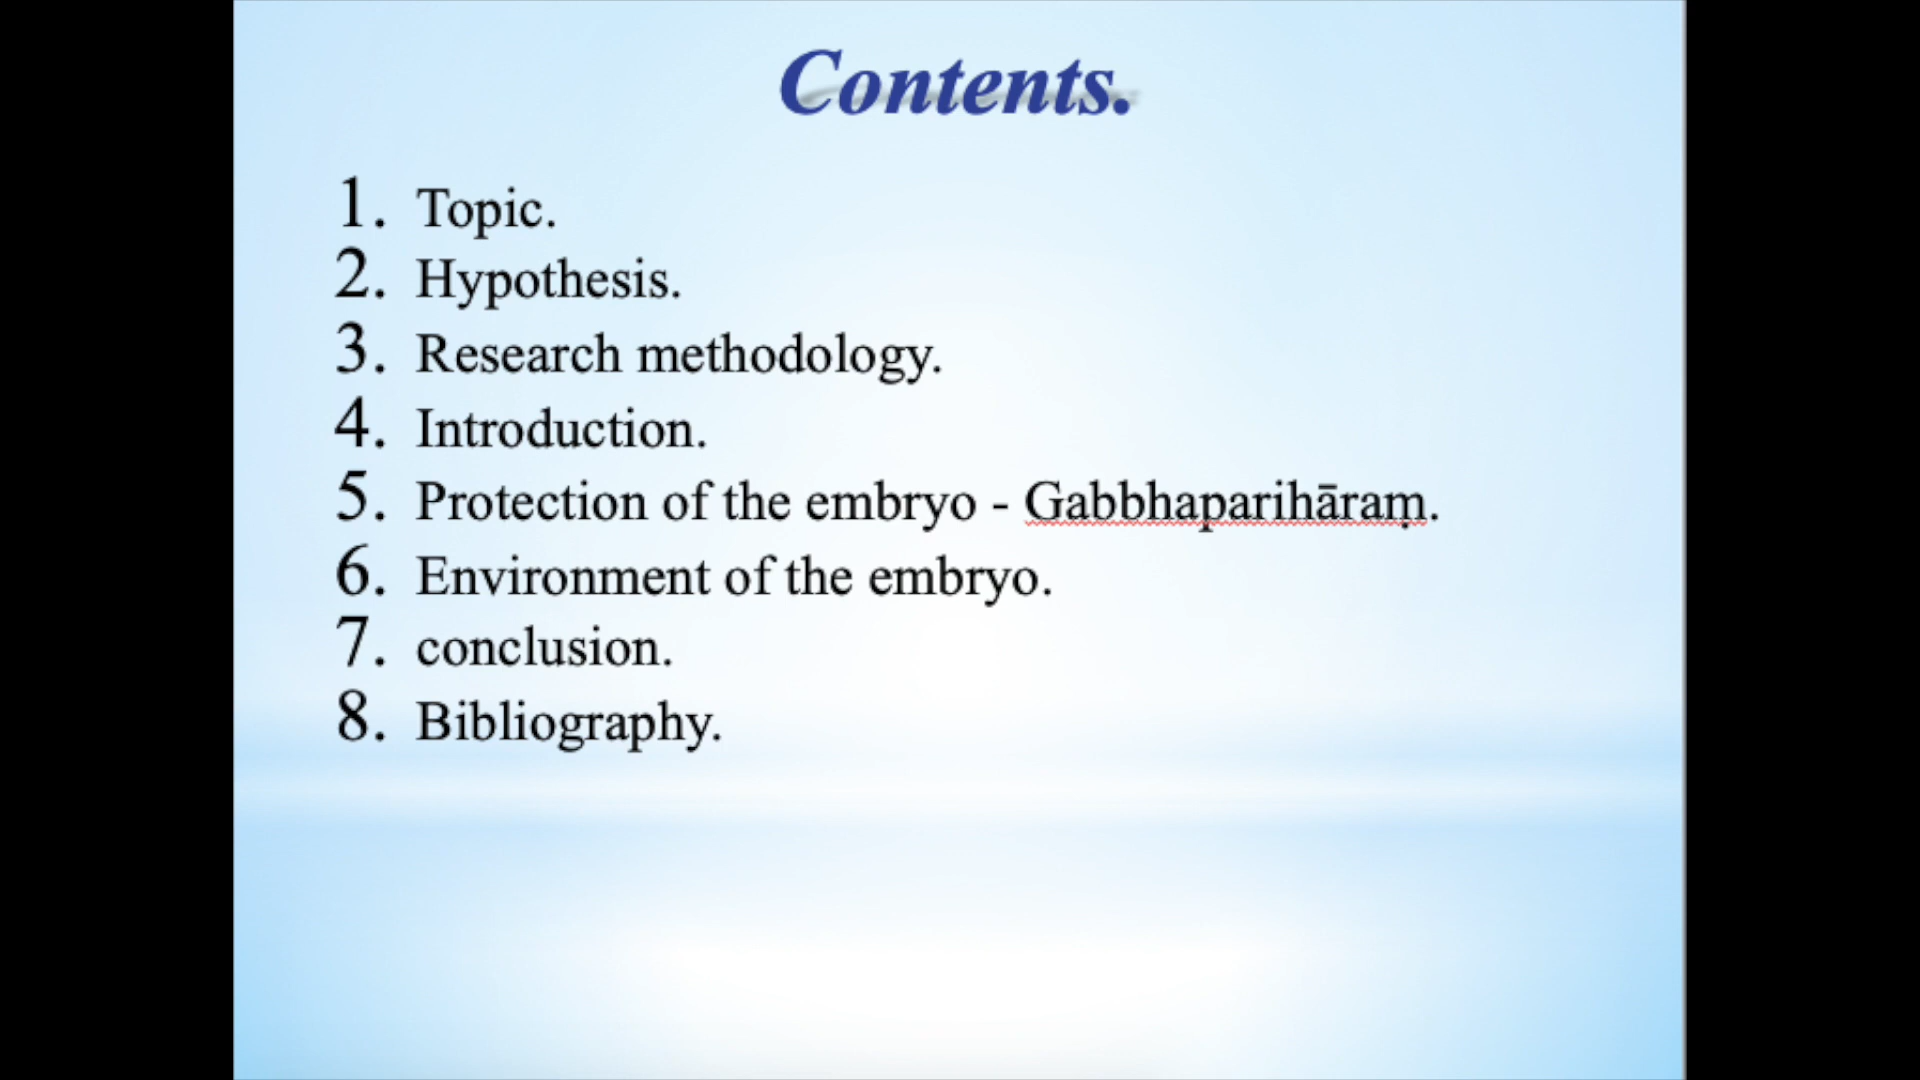 Contents.
1. Topic.
2. Hypothesis.
3. Research methodology.
4. Introduction.
5. Protection of the embryo - Gabbhaparihāraṃ.
6. Environment of the embryo.
7. conclusion.
8. Bibliography.